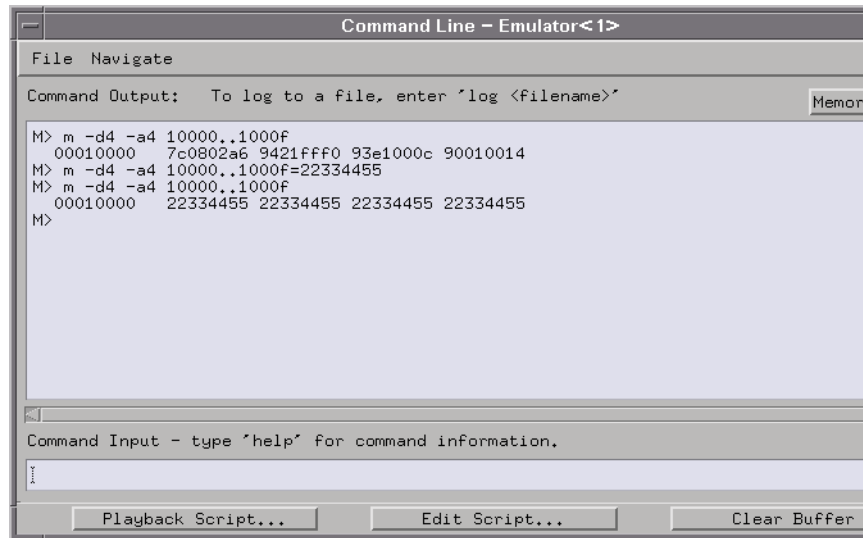 Command Line – Emulator<1>
File Navigate
Command Output: To log to a file, enter ´log <filename>´
M> m -d4 -a4 10000..1000f
00010000 7c0802a6 9421fff0 93e1000c 90010014
M> m -d4 -a4 10000..1000f=22334455
M> m -d4 -a4 10000..1000f
00010000 22334455 22334455 22334455 22334455
M>
Command Input - type ´help´ for command information.
Playback Script... Edit Script... Clear Buffer